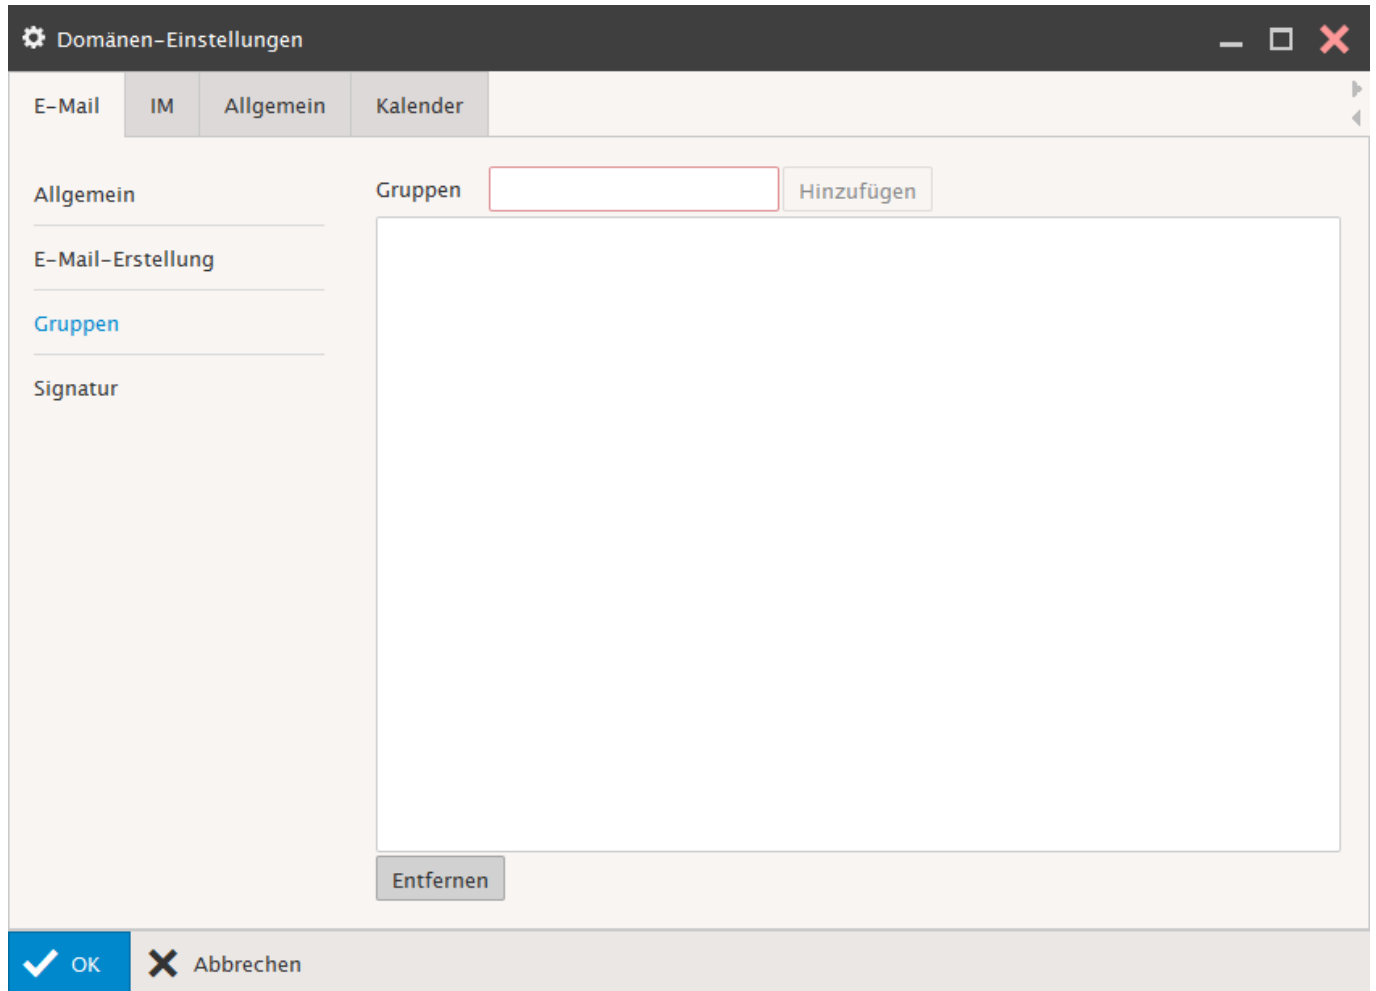 Domänen-Einstellungen
E-Mail IM Allgemein Kalender
Allgemein
E-Mail-Erstellung
Gruppen
Signatur
Gruppen Hinzufügen
Entfernen
OK Abbrechen